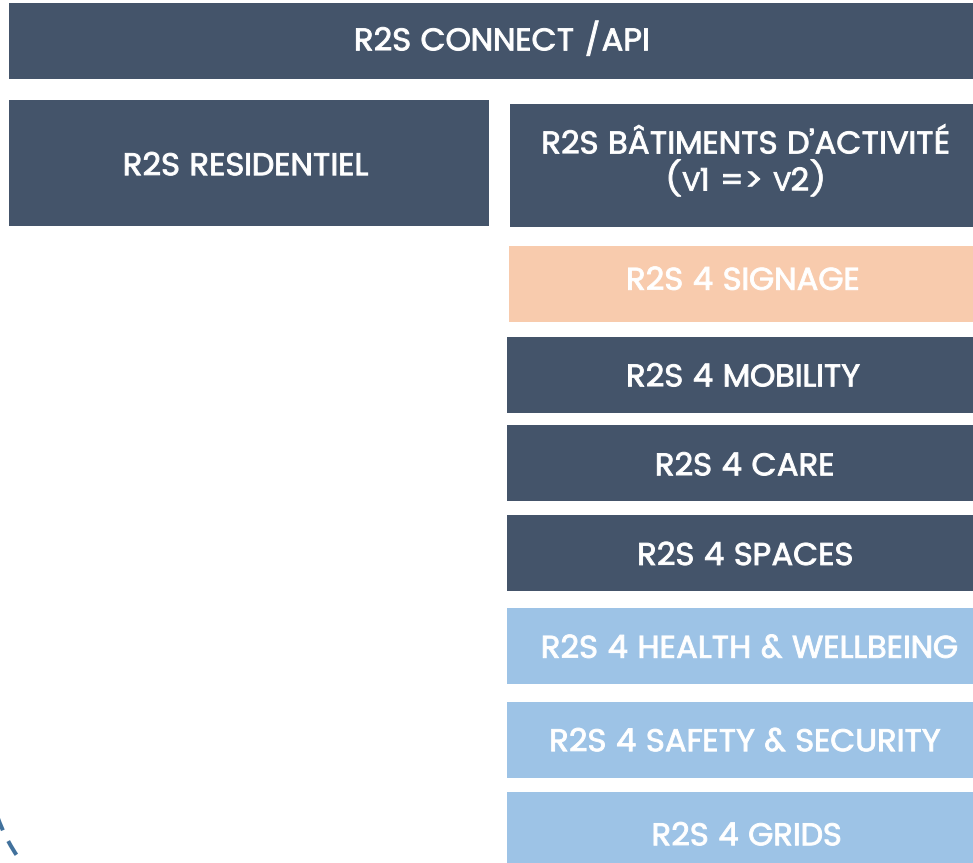 R2S CONNECT /API
R2S RESIDENTIEL
R2S BÂTIMENTS D’ACTIVITÉ
(v1 => v2)
R2S 4 SIGNAGE
R2S 4 MOBILITY
R2S 4 CARE
R2S 4 SPACES
R2S 4 HEALTH & WELLBEING
R2S 4 SAFETY & SECURITY
R2S 4 GRIDS